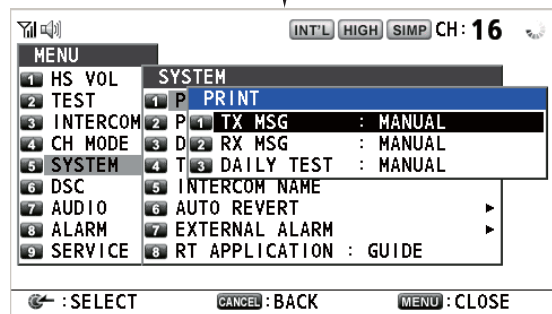 INT'L HIGH SIMP CH: 16
MENU
1 HS VOL
2 TEST
3 INTERCOM
4 CH MODE
5 SYSTEM
6 DSC
7 AUDIO
8 ALARM
9 SERVICE
SYSTEM
1 P
2 P
3 D
4 T
5 INTERCOM NAME
6 AUTO REVERT
7 EXTERNAL ALARM
8 RT APPLICATION : GUIDE
PRINT
1 TX MSG : MANUAL
2 RX MSG : MANUAL
3 DAILY TEST : MANUAL
: SELECT
CANCEL : BACK
MENU : CLOSE